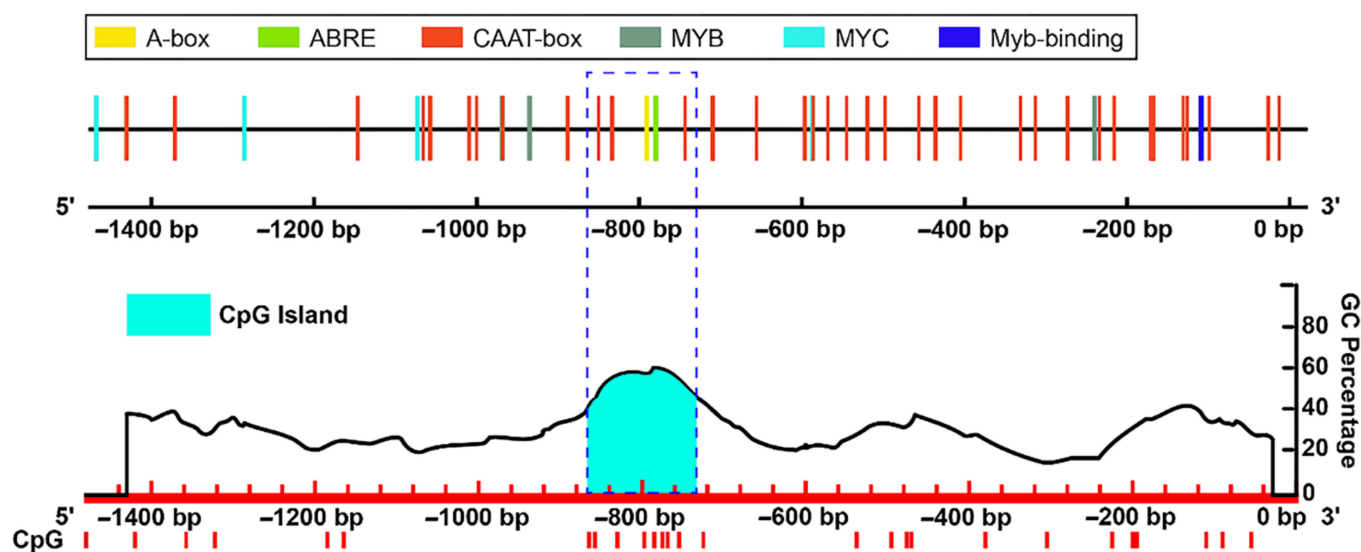 A-box ABRE CAAT-box MYB MYC Myb-binding
5' 3'
–1400 bp –1200 bp –1000 bp –800 bp –600 bp –400 bp –200 bp 0 bp
CpG Island
80
60
40
20
0
GC Percentage
5' –1400 bp –1200 bp –1000 bp –800 bp –600 bp –400 bp –200 bp 0 bp 3'
CpG